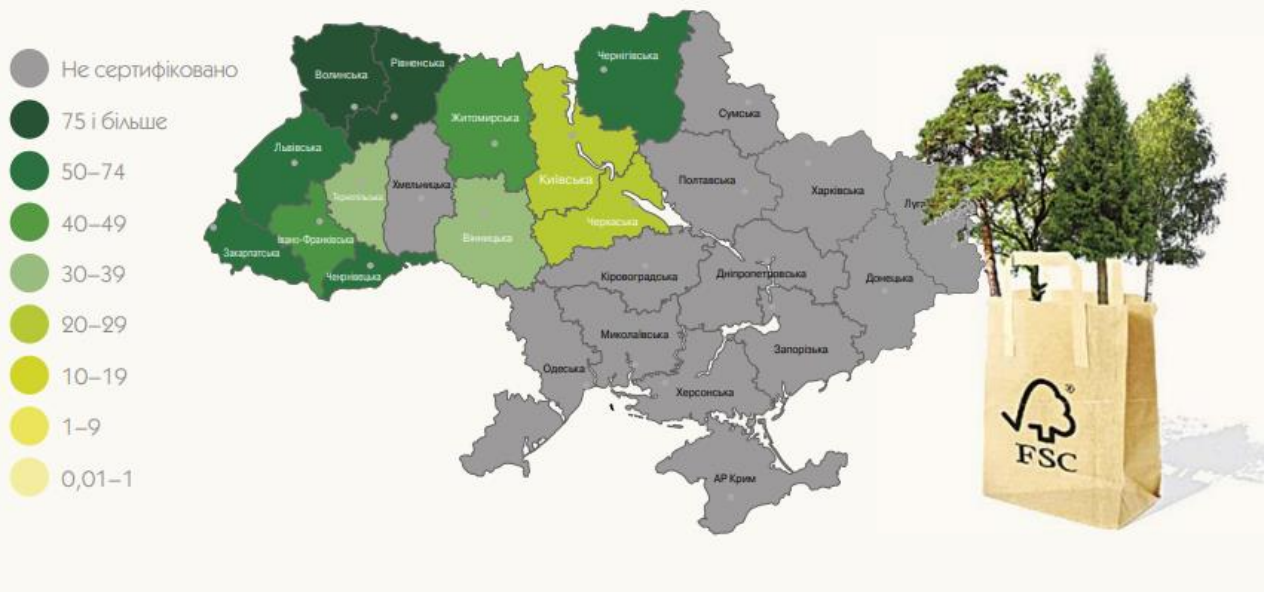 Не сертифіковано
75 і більше
50–74
40–49
30–39
20–29
10–19
1–9
0,01–1
Волинська
Рівненська
Житомирська
Чернігівська
Сумська
Львівська
Тернопільська
Хмельницька
Київська
Полтавська
Харківська
Луга
Закарпатська
Івано-Франківська
Чернівецька
Вінницька
Черкаська
Кіровоградська
Дніпропетровська
Донецька
Миколаївська
Запорізька
Одеська
Херсонська
АР Крим
®
FSC